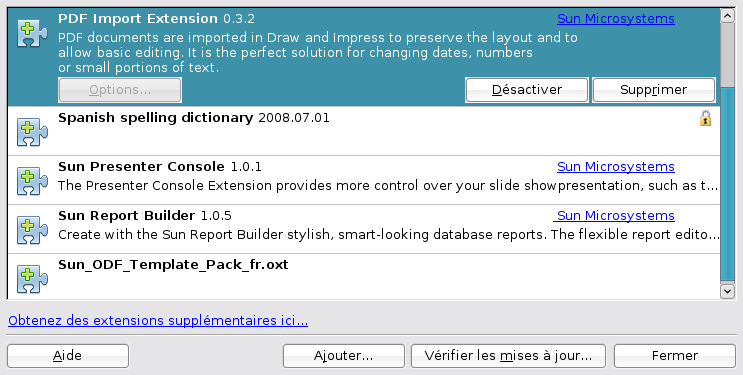 PDF Import Extension 0.3.2 Sun Microsystems
PDF documents are imported in Draw and Impress to preserve the layout and to
allow basic editing. It is the perfect solution for changing dates, numbers
or small portions of text.
Options... Désactiver Supprimer
Spanish spelling dictionary 2008.07.01
Sun Presenter Console 1.0.1 Sun Microsystems
The Presenter Console Extension provides more control over your slide show presentation, such as t...
Sun Report Builder 1.0.5 Sun Microsystems
Create with the Sun Report Builder stylish, smart-looking database reports. The flexible report edito...
Sun_ODF_Template_Pack_fr.oxt
Obtenez des extensions supplémentaires ici...
Aide Ajouter... Vérifier les mises à jour... Fermer